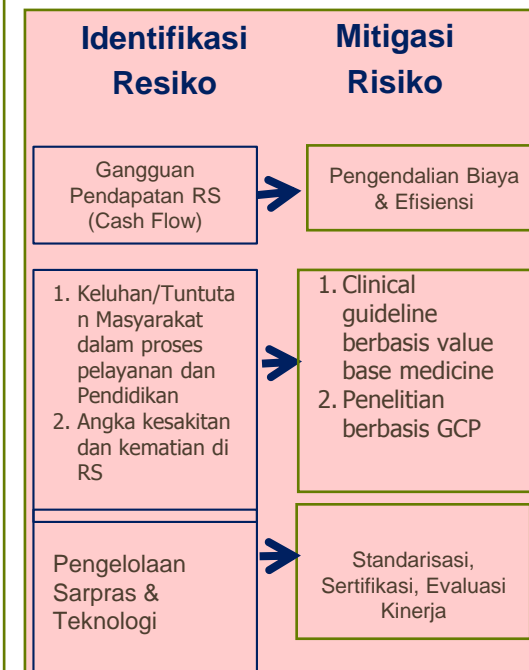 Identifikasi
Resiko
Mitigasi
Risiko
Gangguan
Pendapatan RS
(Cash Flow)
Pengendalian Biaya
& Efisiensi
1. Keluhan/Tuntuta
n Masyarakat
dalam proses
pelayanan dan
Pendidikan
2. Angka kesakitan
dan kematian di
RS
1. Clinical
guideline
berbasis value
base medicine
2. Penelitian
berbasis GCP
Pengelolaan
Sarpras &
Teknologi
Standarisasi,
Sertifikasi, Evaluasi
Kinerja